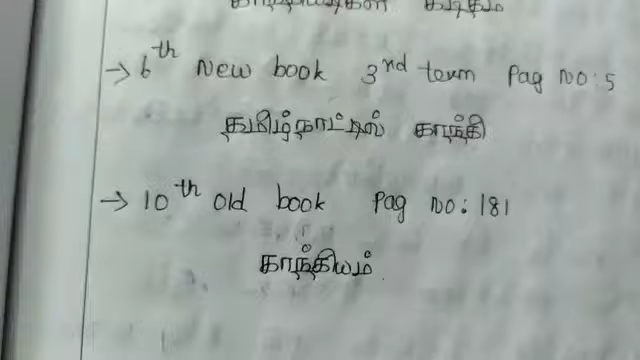 → 6th New book 3rd term Pag No: 5
தமிழ்நாட்டில் காந்தி
→ 10th old book Pag No: 181
காந்தியம்